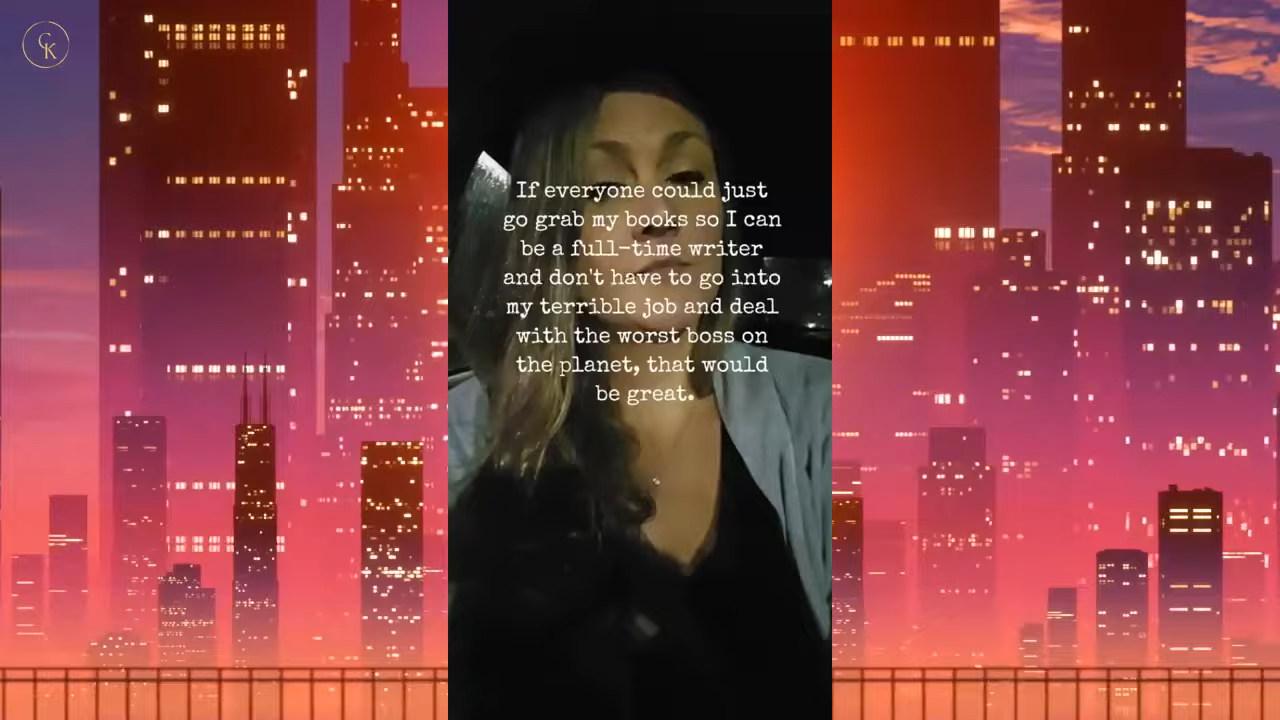 CK
If everyone could just
go grab my books so I can
be a full-time writer
and don't have to go into
my terrible job and deal
with the worst boss on
the planet, that would
be great.